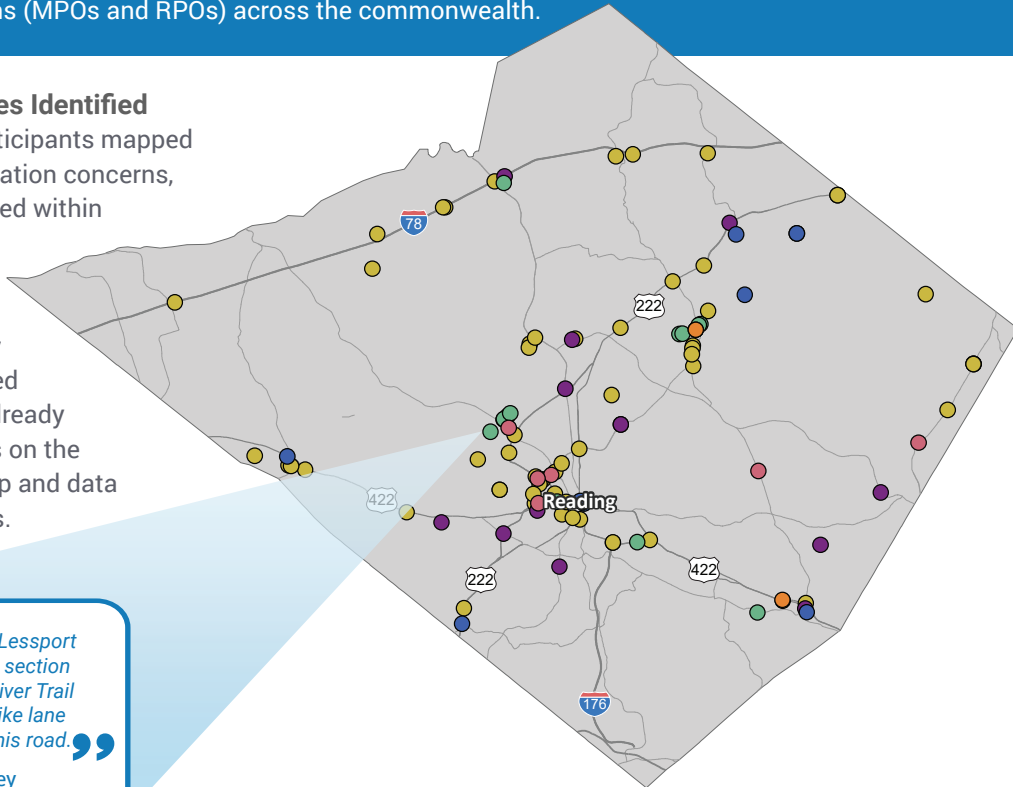 ns (MPOs and RPOs) across the commonwealth.
es Identified
ticipants mapped
ation concerns,
ed within
ed
lready
s on the
p and data
s.
Lessport
section
iver Trail
ike lane
his road.”
ey
78
222
422
Reading
422
222
176